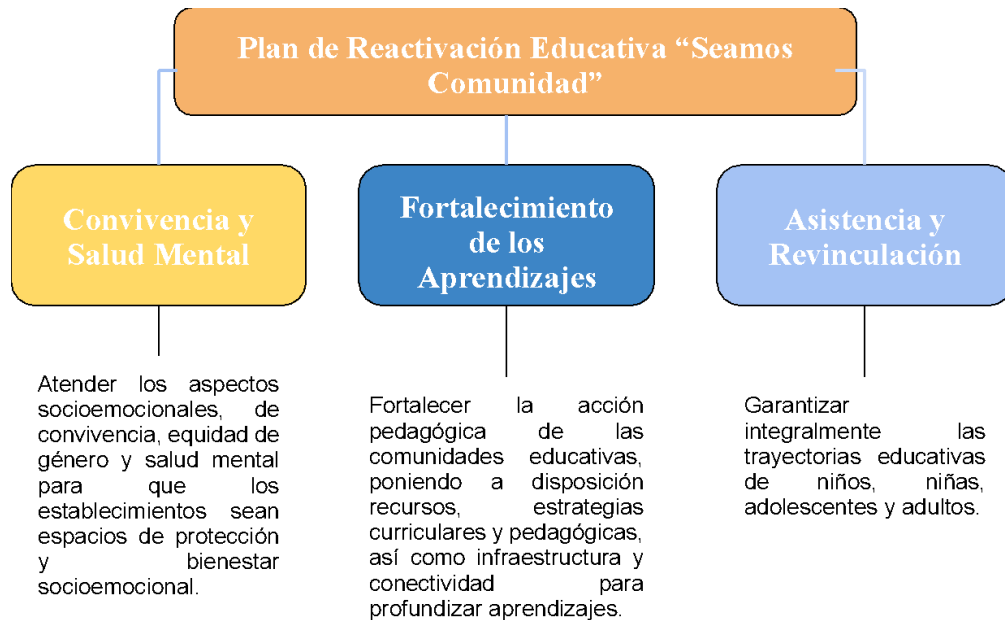 Plan de Reactivación Educativa “Seamos
Comunidad”
Convivencia y
Salud Mental
Fortalecimiento
de los
Aprendizajes
Asistencia y
Revinculación
Atender los aspectos
socioemocionales, de
convivencia, equidad de
género y salud mental
para que los
establecimientos sean
espacios de protección
y bienestar
socioemocional.
Fortalecer la acción
pedagógica de las
comunidades educativas,
poniendo a disposición
recursos, estrategias
curriculares y pedagógicas,
así como infraestructura y
conectividad para
profundizar aprendizajes.
Garantizar
integralmente las
trayectorias educativas
de niños, niñas,
adolescentes y adultos.